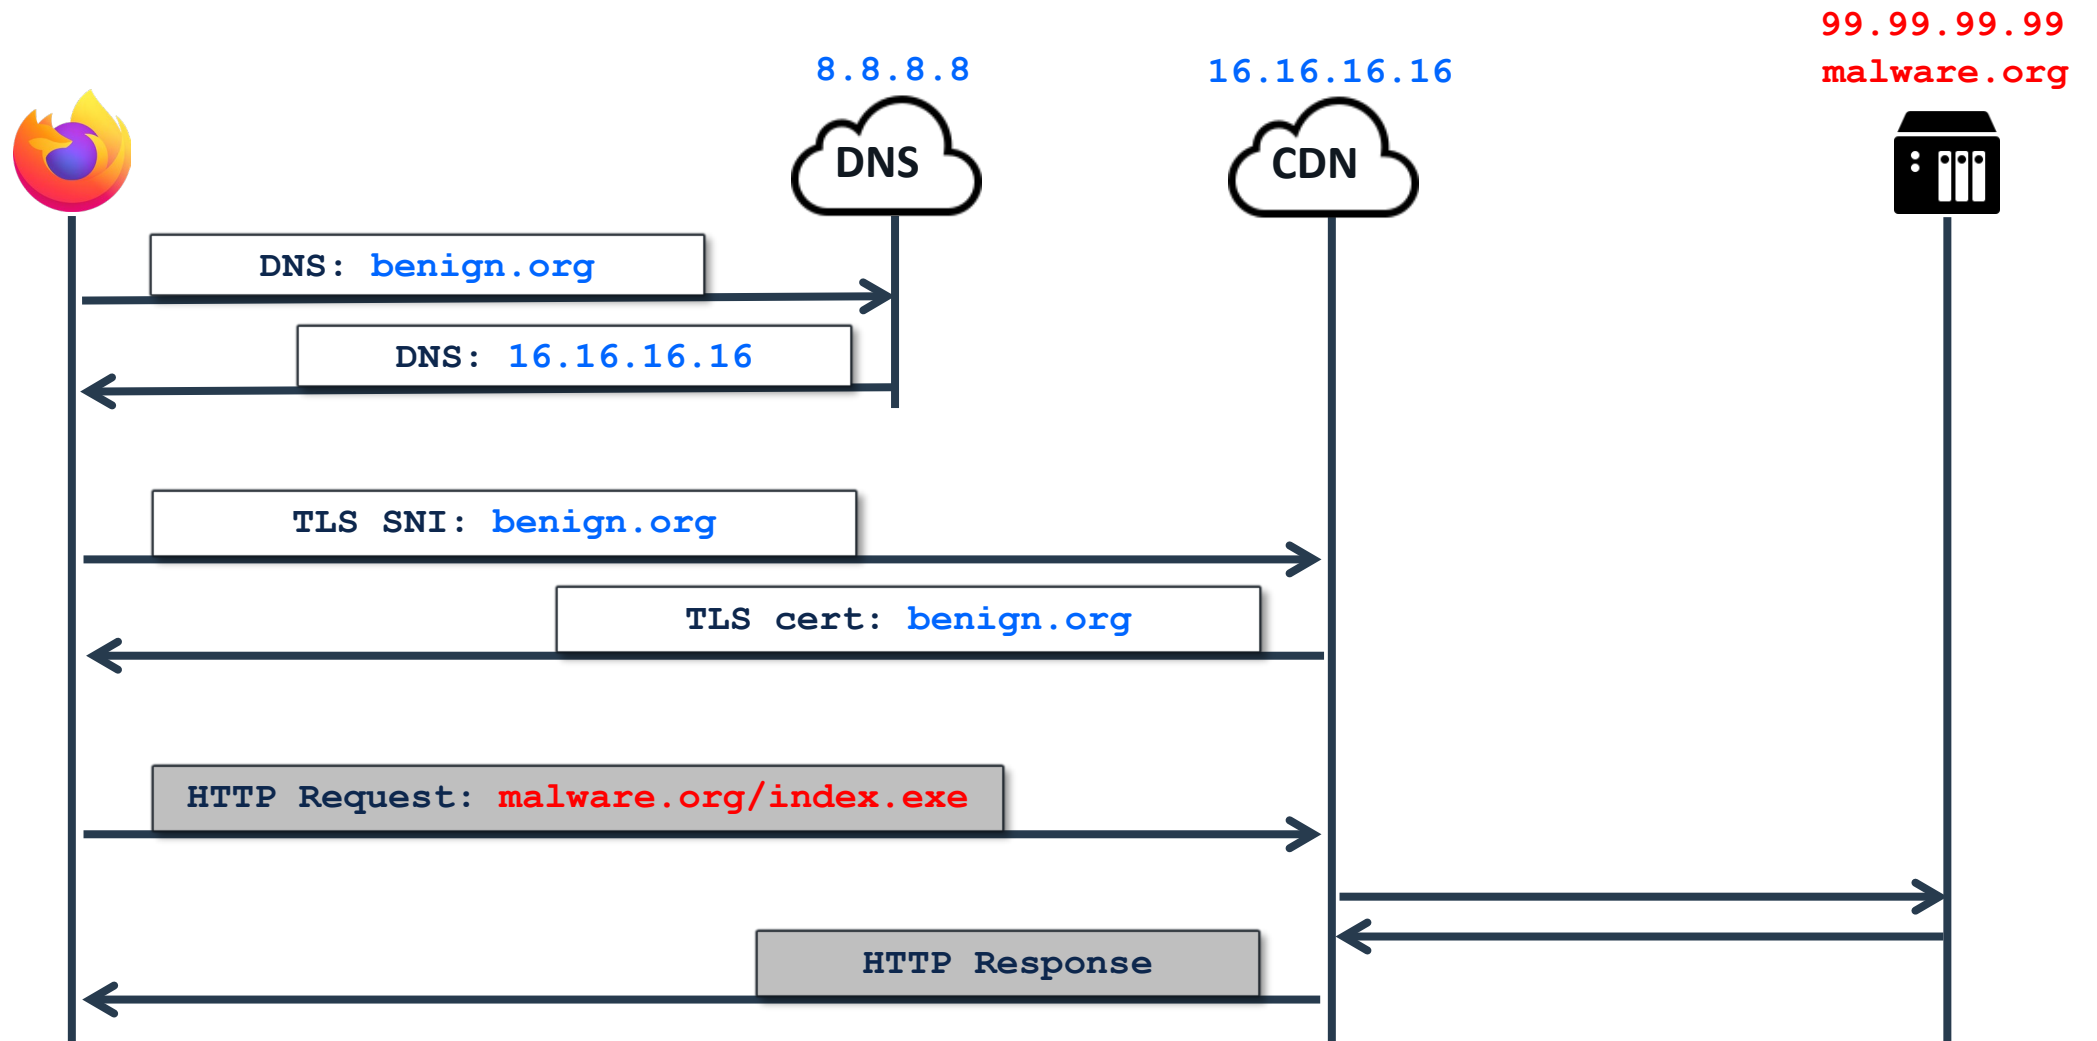 99.99.99.99
malware.org
8.8.8.8
16.16.16.16
DNS
CDN
DNS: benign.org
DNS: 16.16.16.16
TLS SNI: benign.org
TLS cert: benign.org
HTTP Request: malware.org/index.exe
HTTP Response